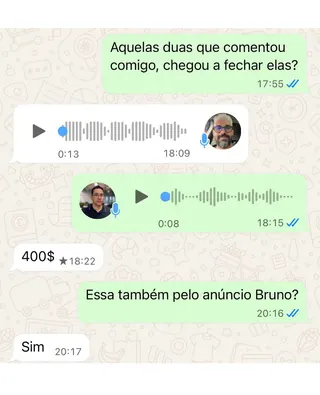 Aquelas duas que comentou
comigo, chegou a fechar elas?
17:55
0:13 18:09
0:08 18:15
400$ ★18:22
Essa também pelo anúncio Bruno?
20:16
Sim 20:17